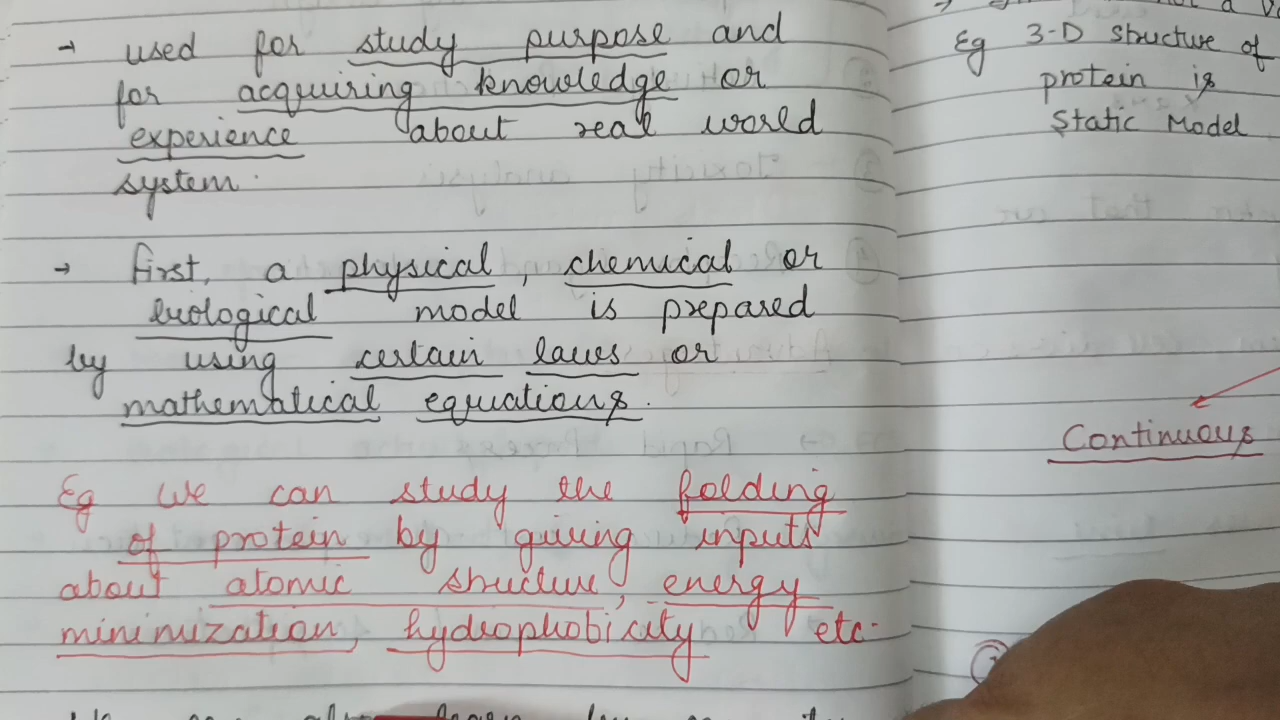 → used for study purpose and
for acquiring knowledge or
experience about real world
system.
→ first, a physical, chemical or
biological model is prepared
by using certain laws or
mathematical equations.
Eg we can study the folding
of protein by giving inputs
about atomic structure, energy
minimization, hydrophobicity etc.
Eg 3-D structure of
protein is
Static Model
Continuous